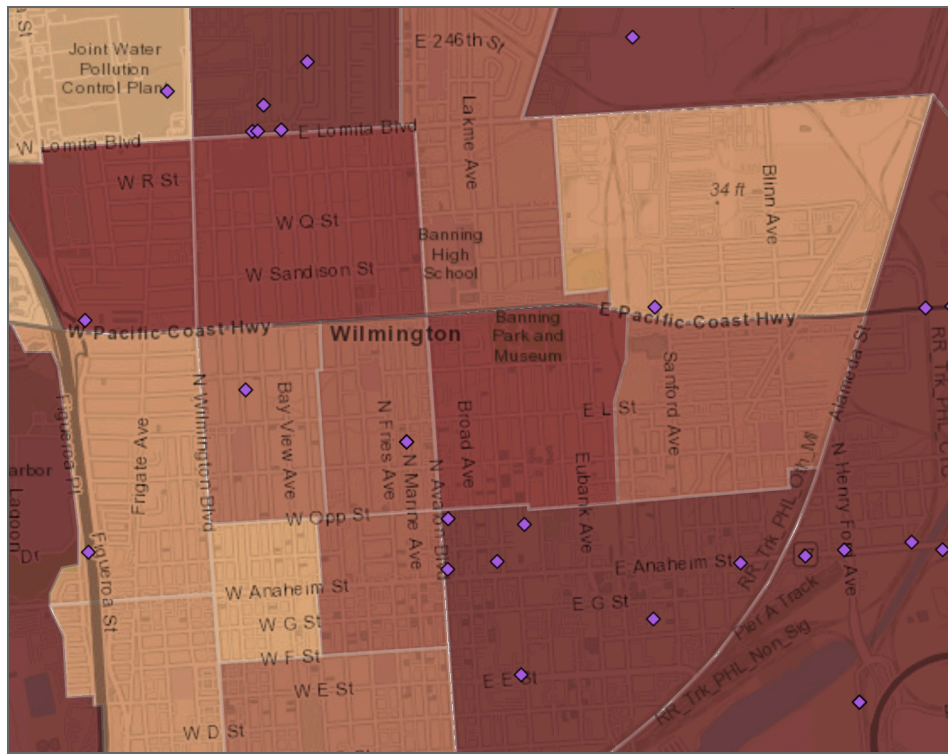 Joint Water
Pollution
Control Plan
E 246th St
Lakme Ave
W Lomita Blvd
E Lomita Blvd
W R St
Blinn Ave
34 ft
W Q St
Banning
High
School
W Sandison St
W Pacific Coast Hwy
Wilmington
Banning
Park and
Museum
E Pacific Coast Hwy
Alameda St
Sanford Ave
N Wilmington Blvd
Bay View Ave
N Fries Ave
Broad Ave
E L St
Figueroa Pl
Figate Ave
N Marine Ave
N Avalon Blvd
Eubank Ave
N Henry Ford Ave
arbor
Lagoon
Dr
W Opp St
Figueroa St
W Anaheim St
E Anaheim St
W G St
E G St
Pier A Track
W F St
W E St
E E St
RR_Trk_PHL_Non_Sig
W D St